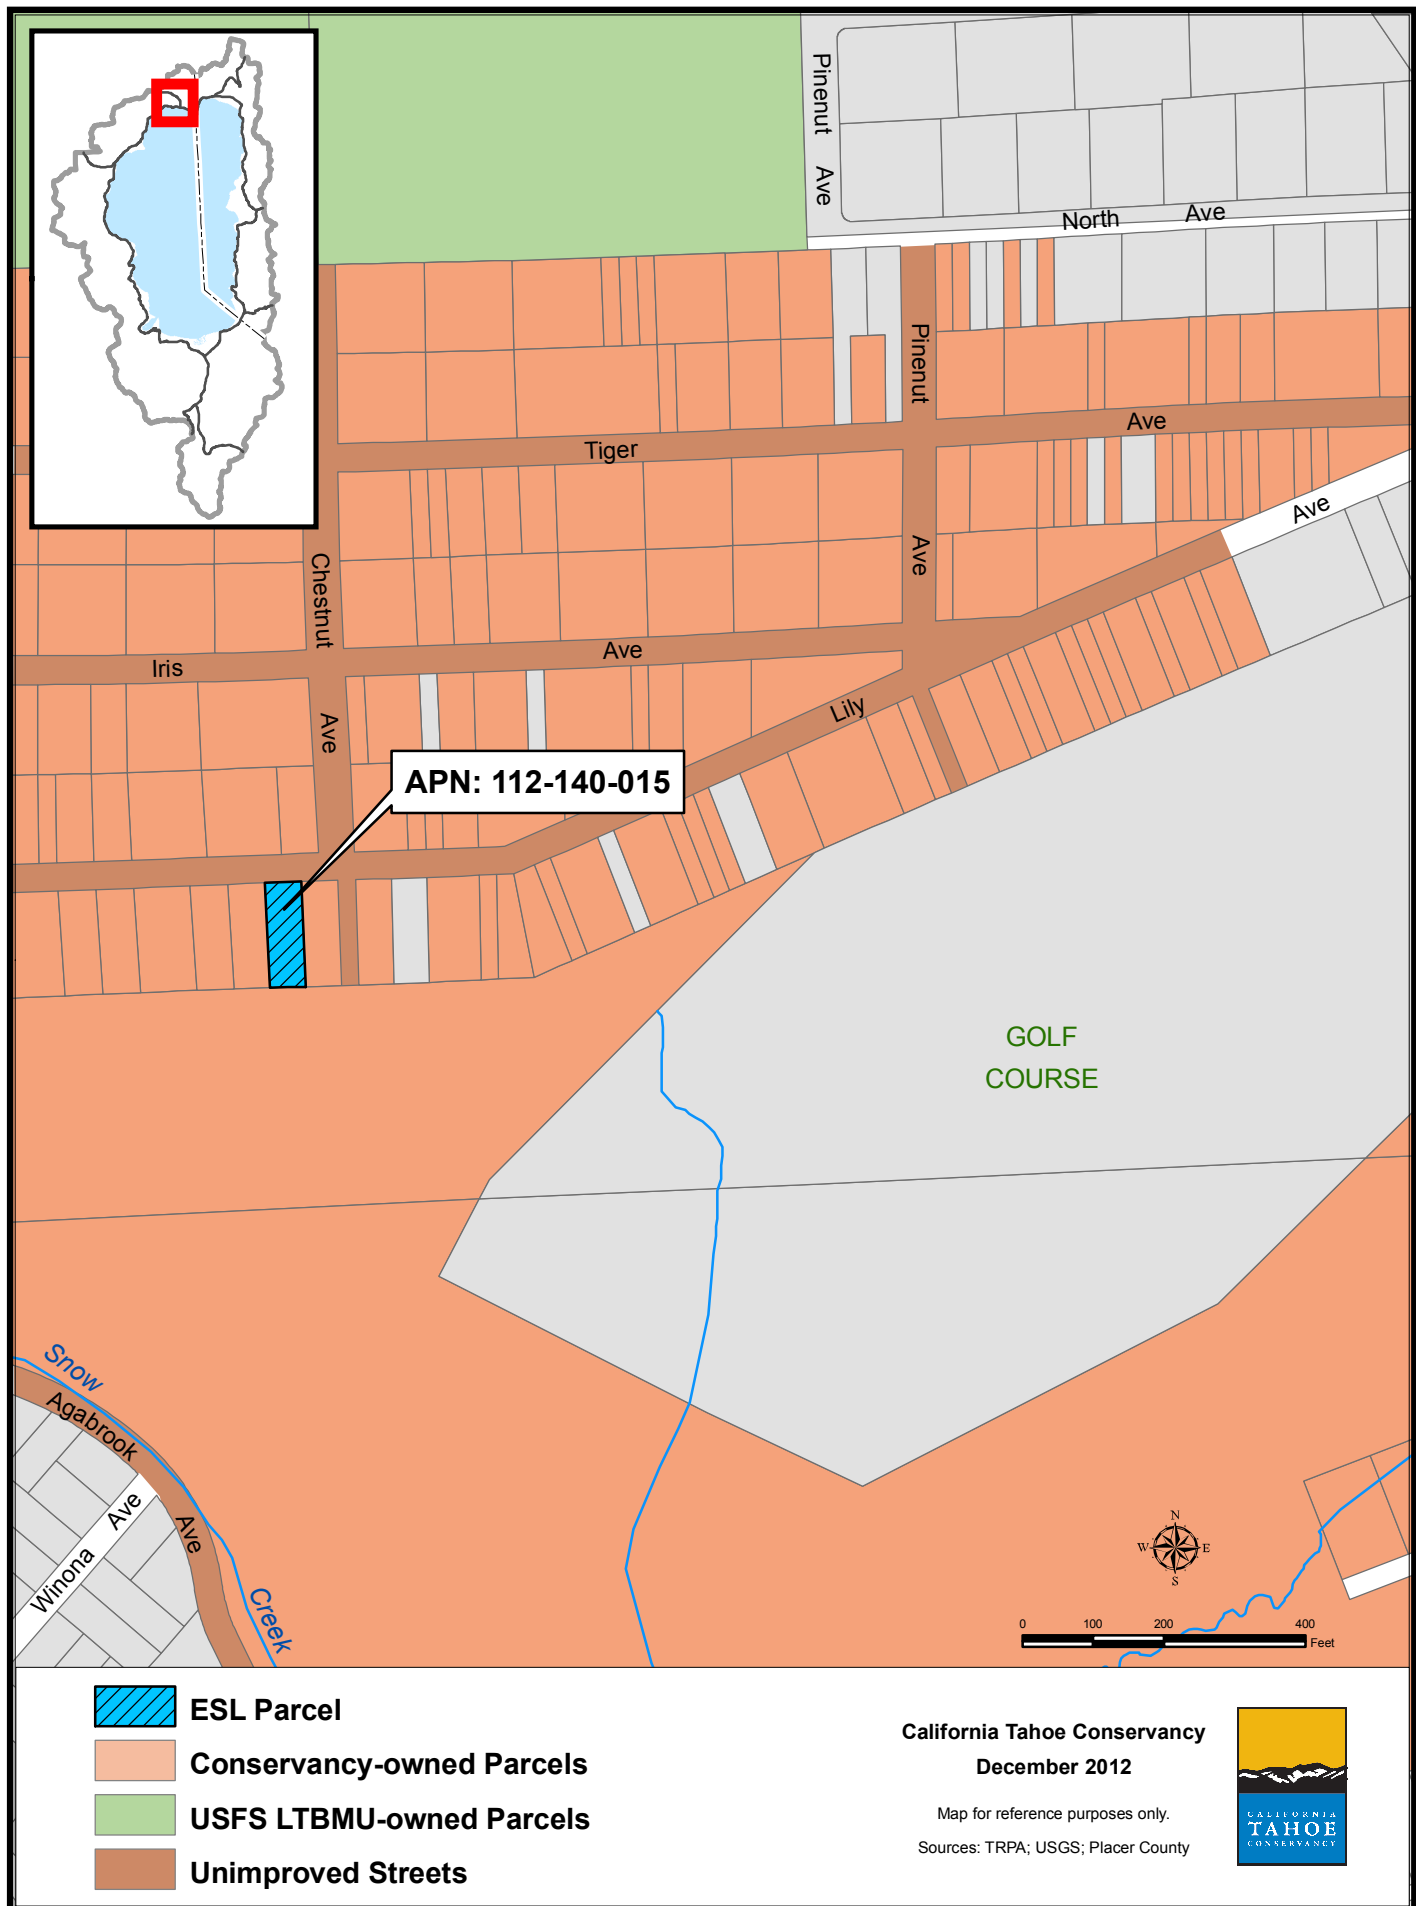 Pinenut
Ave
North Ave
Pinenut
Ave
Tiger
Ave
Ave
Chestnut
Ave
Iris
Ave
Lily
APN: 112-140-015
GOLF
COURSE
Snow
Creek
Agabrook
Ave
Winona Ave
N
W E
S
0 100 200 400
Feet
ESL Parcel
Conservancy-owned Parcels
USFS LTBMU-owned Parcels
Unimproved Streets
California Tahoe Conservancy
December 2012
Map for reference purposes only.
Sources: TRPA; USGS; Placer County
CALIFORNIA
TAHOE
CONSERVANCY